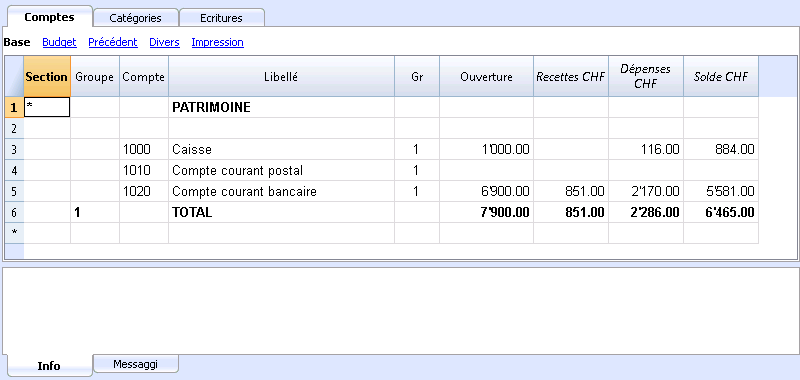 Comptes Catégories Ecritures
Base Budget Précédent Divers Impression
Section Groupe Compte Libellé Gr Ouverture Recettes CHF Dépenses CHF Solde CHF
1 * PATRIMOINE
2
3 1000 Caisse 1 1'000.00 116.00 884.00
4 1010 Compte courant postal 1
5 1020 Compte courant bancaire 1 6'900.00 851.00 2'170.00 5'581.00
6 1 TOTAL 7'900.00 851.00 2'286.00 6'465.00
*
Info Messaggi